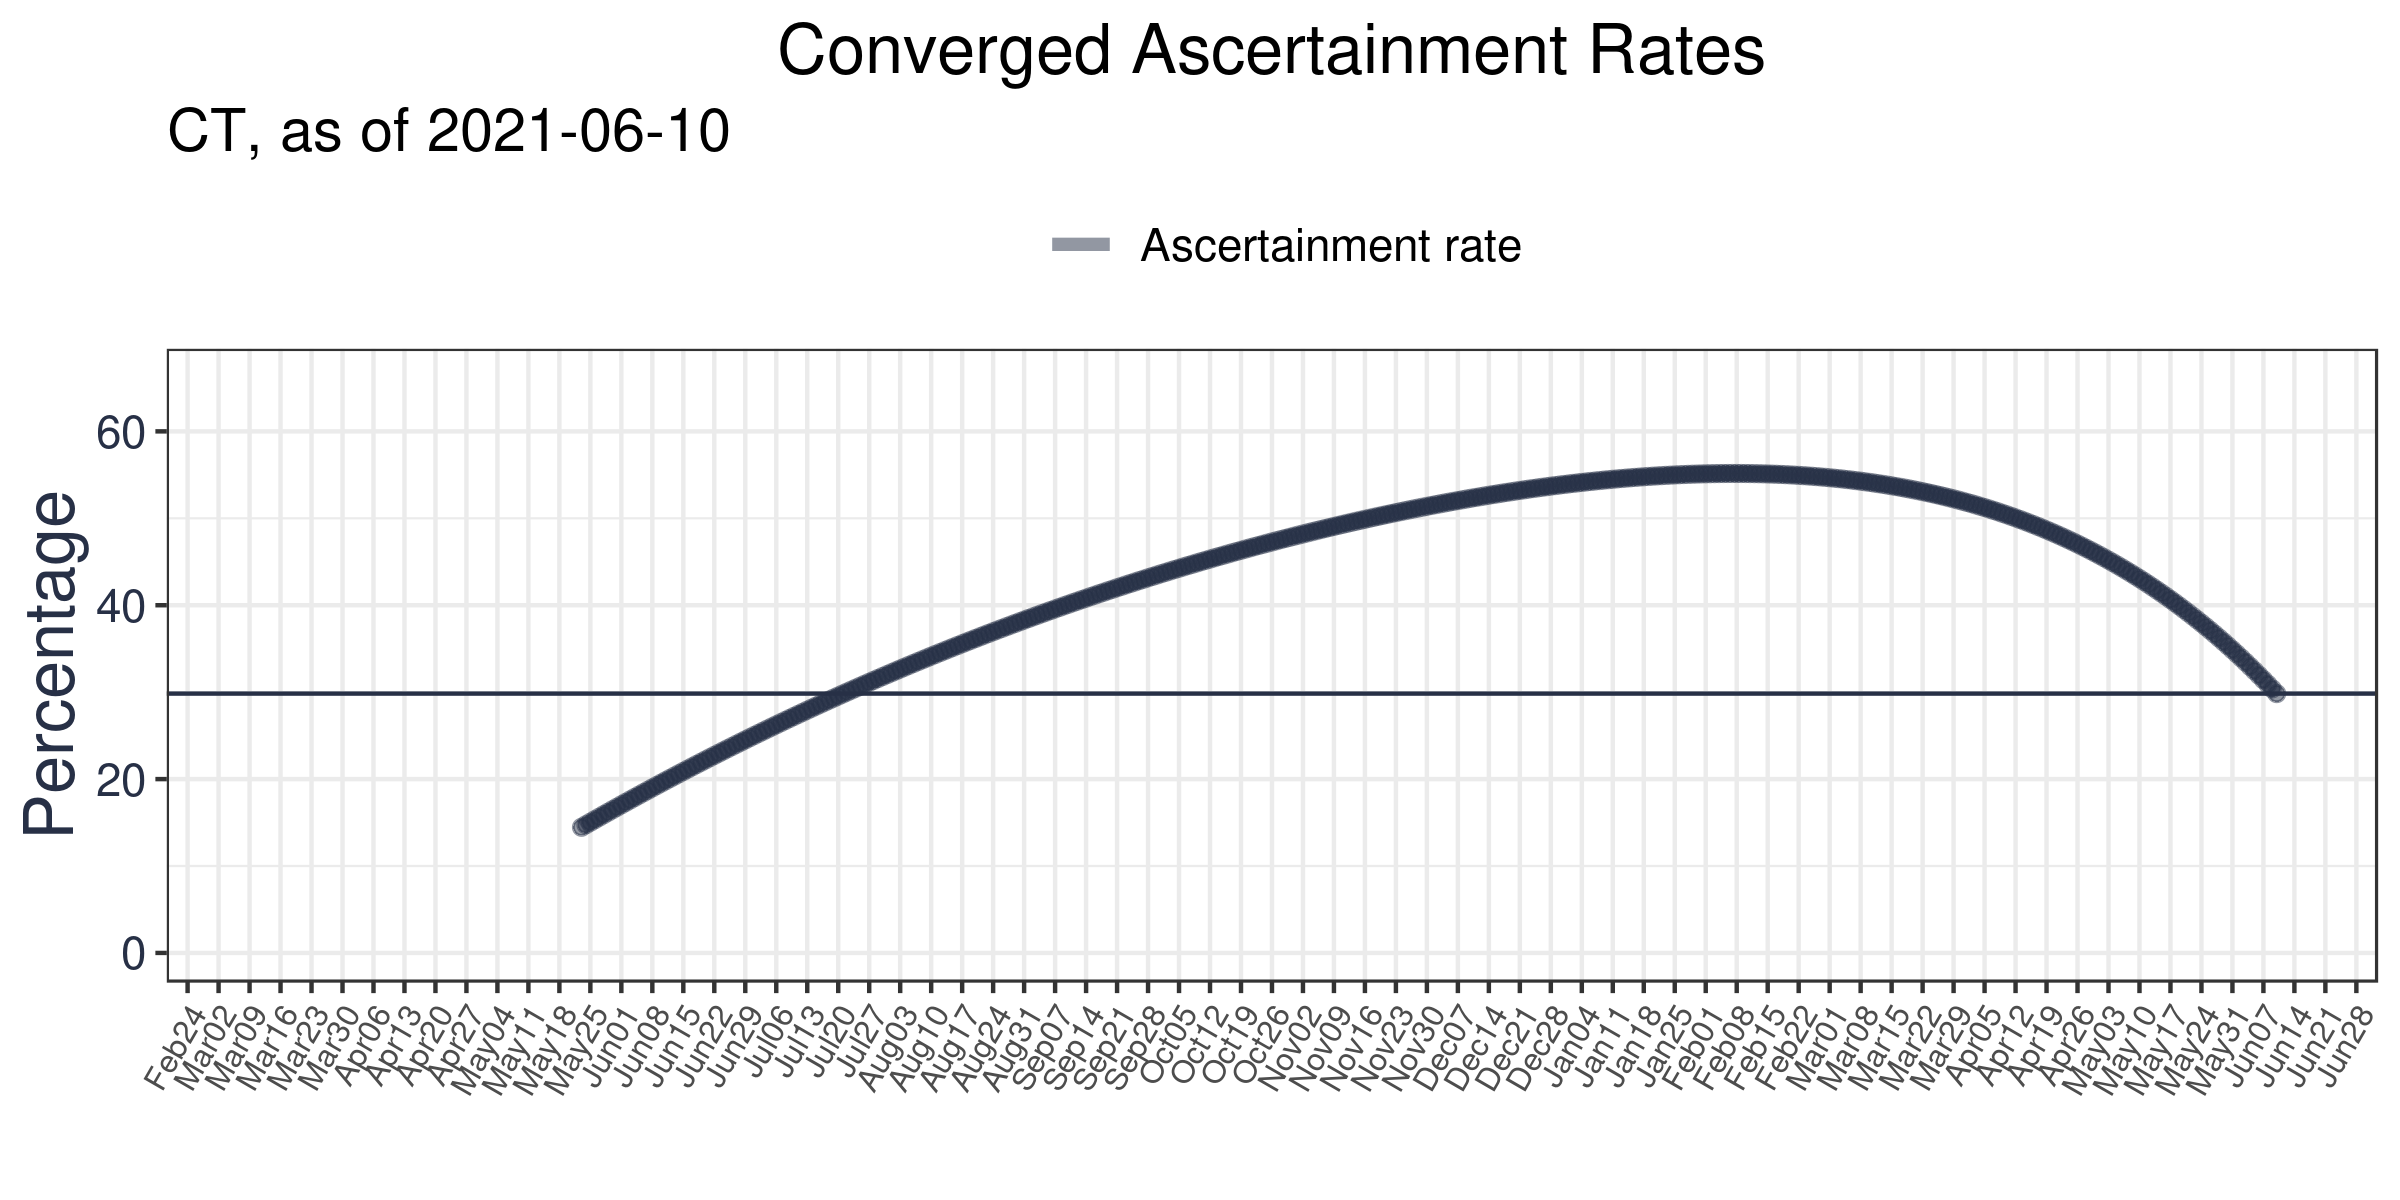 Converged Ascertainment Rates
CT, as of 2021-06-10
Ascertainment rate
Percentage
60
40
20
0
Feb24 Mar02 Mar09 Mar16 Mar23 Mar30 Apr06 Apr13 Apr20 Apr27 May04 May11 May18 May25 Jun01 Jun08 Jun15 Jun22 Jun29 Jul06 Jul13 Jul20 Jul27 Aug03 Aug10 Aug17 Aug24 Aug31 Sep07 Sep14 Sep21 Sep28 Oct05 Oct12 Oct19 Oct26 Nov02 Nov09 Nov16 Nov23 Nov30 Dec07 Dec14 Dec21 Dec28 Jan04 Jan11 Jan18 Jan25 Feb01 Feb08 Feb15 Feb22 Mar01 Mar08 Mar15 Mar22 Mar29 Apr05 Apr12 Apr19 Apr26 May03 May10 May17 May24 May31 Jun07 Jun14 Jun21 Jun28